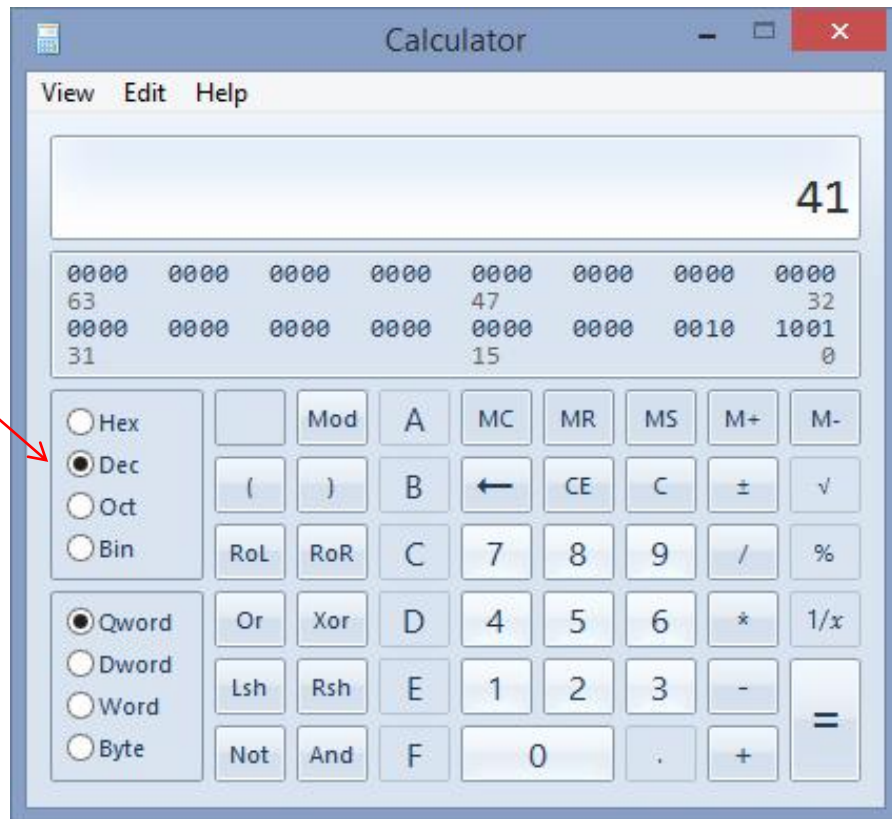 Calculator
View Edit Help
41
0000 0000 0000 0000 0000 0000 0000 0000
63 47 32
0000 0000 0000 0000 0000 0000 0010 1001
31 15 0
Hex Mod A MC MR MS M+ M-
Dec
( ) B ← CE C ± √
Oct
Bin RoL RoR C 7 8 9 / %
Qword Or Xor D 4 5 6 * 1/x
Dword
Lsh Rsh E 1 2 3 - =
Word
Byte Not And F 0 . +